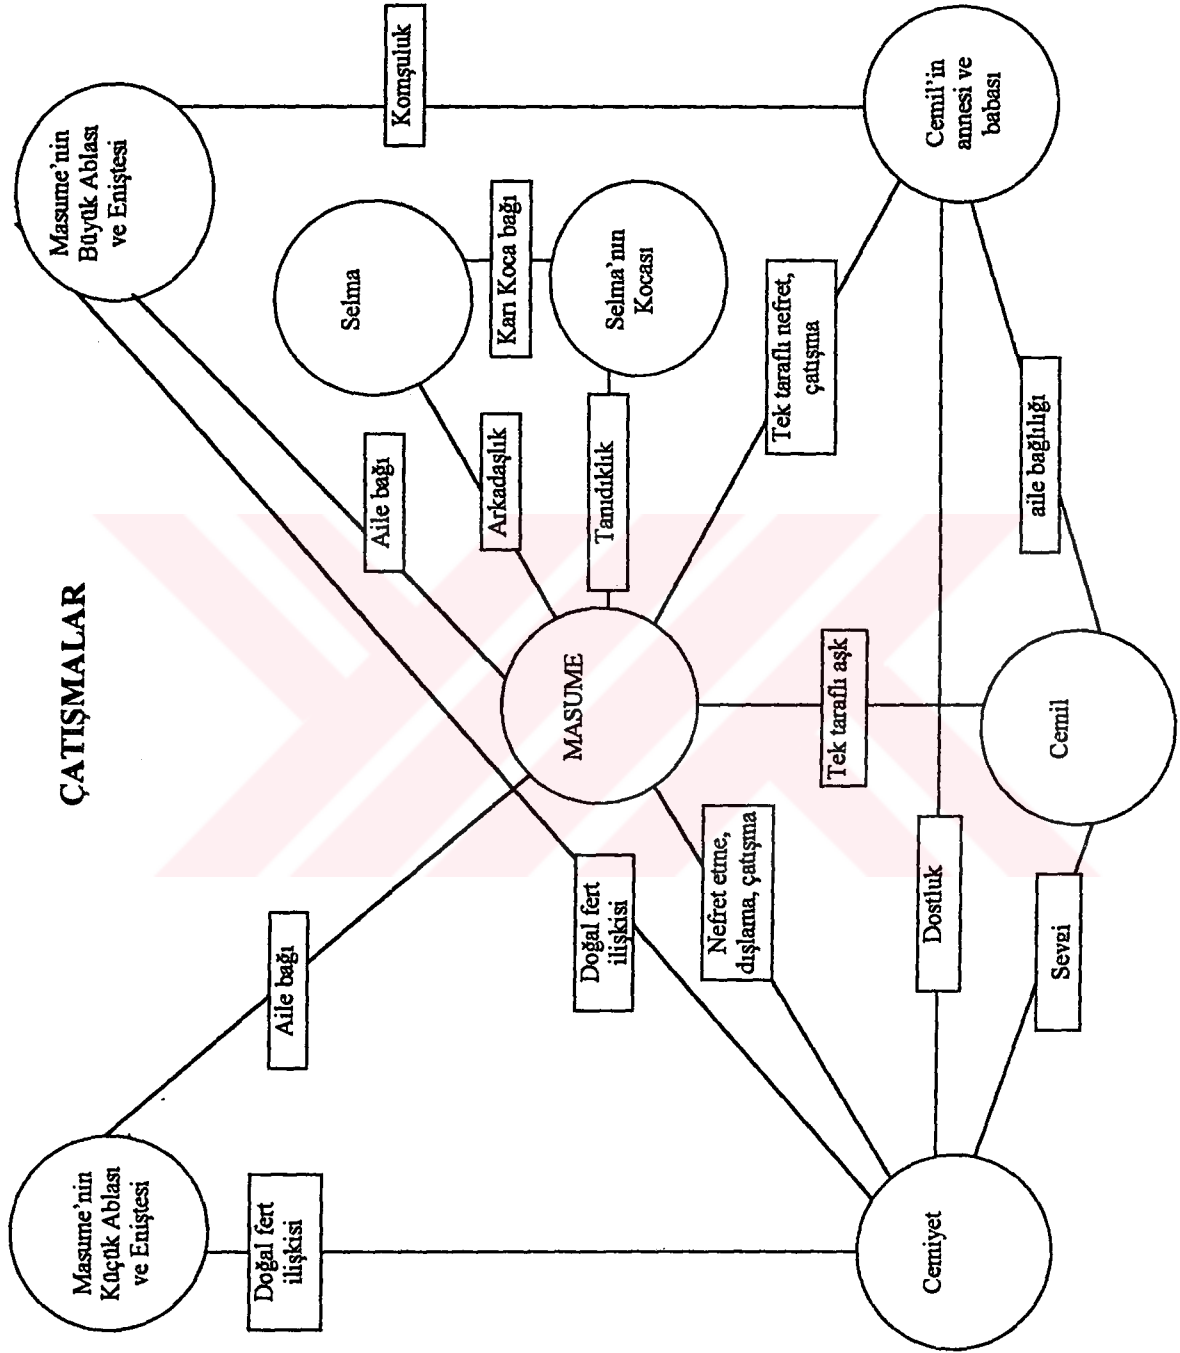 ÇATIŞMALAR
Masume'nin
Küçük Ablası
ve Eniştesi
Aile bağı
Masume'nin
Büyük Ablası
ve Eniştesi
Doğal fert
ilişkisi
Aile bağı
Selma
Komşuluk
Arkadaşlık
Karı Koca bağı
Doğal fert
ilişkisi
MASUME
Tanıdıklık
Selma'nın
Kocası
Nefret etme,
dışlama, çatışma
Tek taraflı aşk
Tek taraflı nefret,
çatışma
Cemiyet
Dostluk
Cemil'in
annesi ve
babası
Sevgi
Cemil
aile bağlılığı